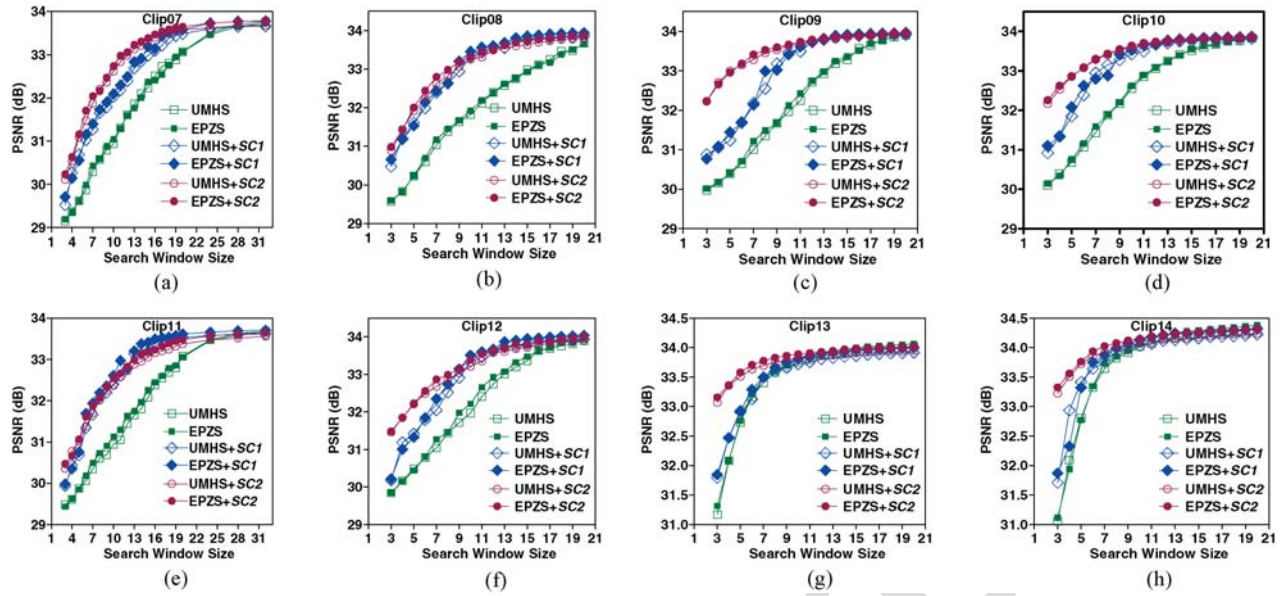 Clip07
PSNR (dB)
34
33
32
31
30
29
UMHS
EPZS
UMHS+SC1
EPZS+SC1
UMHS+SC2
EPZS+SC2
1 4 7 10 13 16 19 22 25 28 31
Search Window Size
(a)
Clip08
PSNR (dB)
34
33
32
31
30
29
UMHS
EPZS
UMHS+SC1
EPZS+SC1
UMHS+SC2
EPZS+SC2
1 3 5 7 9 11 13 15 17 19 21
Search Window Size
(b)
Clip09
PSNR (dB)
34
33
32
31
30
29
UMHS
EPZS
UMHS+SC1
EPZS+SC1
UMHS+SC2
EPZS+SC2
1 3 5 7 9 11 13 15 17 19 21
Search Window Size
(c)
Clip10
PSNR (dB)
34
33
32
31
30
29
UMHS
EPZS
UMHS+SC1
EPZS+SC1
UMHS+SC2
EPZS+SC2
1 3 5 7 9 11 13 15 17 19 21
Search Window Size
(d)
Clip11
PSNR (dB)
34
33
32
31
30
29
UMHS
EPZS
UMHS+SC1
EPZS+SC1
UMHS+SC2
EPZS+SC2
1 4 7 10 13 16 19 22 25 28 31
Search Window Size
(e)
Clip12
PSNR (dB)
34
33
32
31
30
29
UMHS
EPZS
UMHS+SC1
EPZS+SC1
UMHS+SC2
EPZS+SC2
1 3 5 7 9 11 13 15 17 19 21
Search Window Size
(f)
Clip13
PSNR (dB)
34.5
34.0
33.5
33.0
32.5
32.0
31.5
31.0
UMHS
EPZS
UMHS+SC1
EPZS+SC1
UMHS+SC2
EPZS+SC2
1 3 5 7 9 11 13 15 17 19 21
Search Window Size
(g)
Clip14
PSNR (dB)
34.5
34.0
33.5
33.0
32.5
32.0
31.5
31.0
UMHS
EPZS
UMHS+SC1
EPZS+SC1
UMHS+SC2
EPZS+SC2
1 3 5 7 9 11 13 15 17 19 21
Search Window Size
(h)